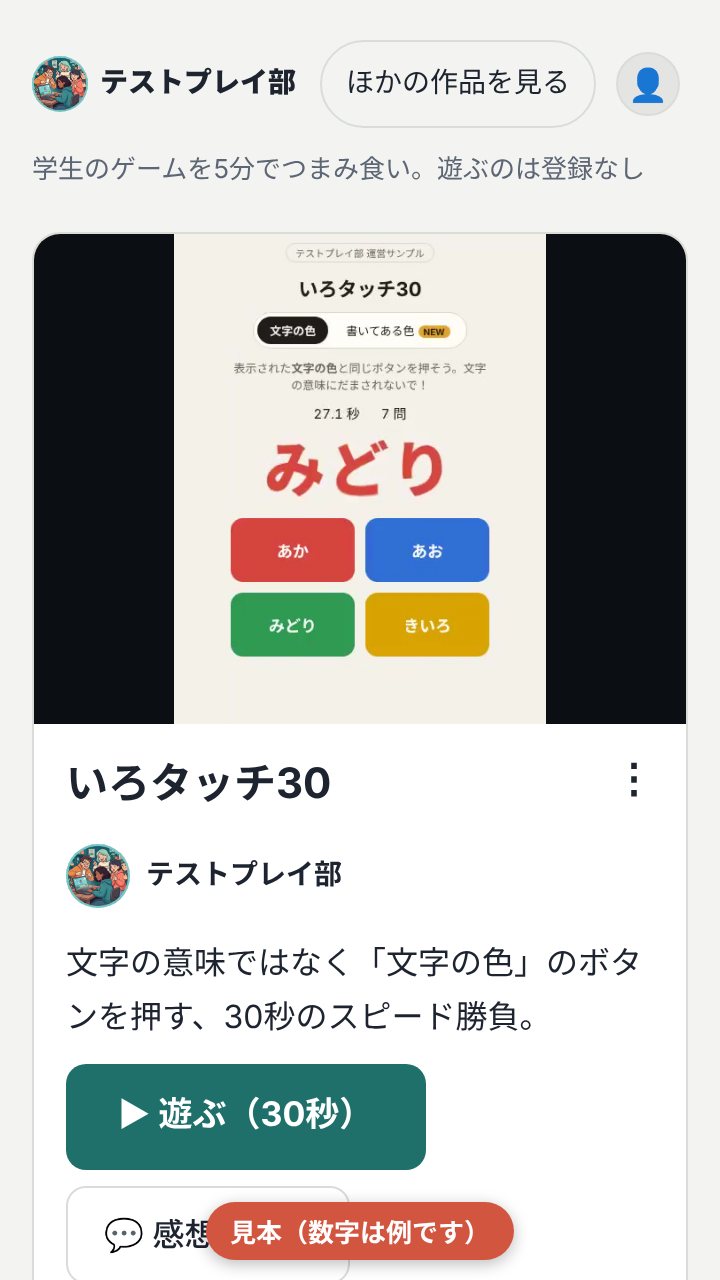 テストプレイ部
ほかの作品を見る
学生のゲームを5分でつまみ食い。遊ぶのは登録なし
テストプレイ部 運営サンプル
いろタッチ30
文字の色
書いてある色 NEW
表示された文字の色と同じボタンを押そう。文字
の意味にだまされないで！
27.1 秒 7 問
みどり
あか
あお
みどり
きいろ
いろタッチ30
テストプレイ部
文字の意味ではなく「文字の色」のボタ
ンを押す、30秒のスピード勝負。
▶ 遊ぶ（30秒）
💬 感想
見本（数字は例です）